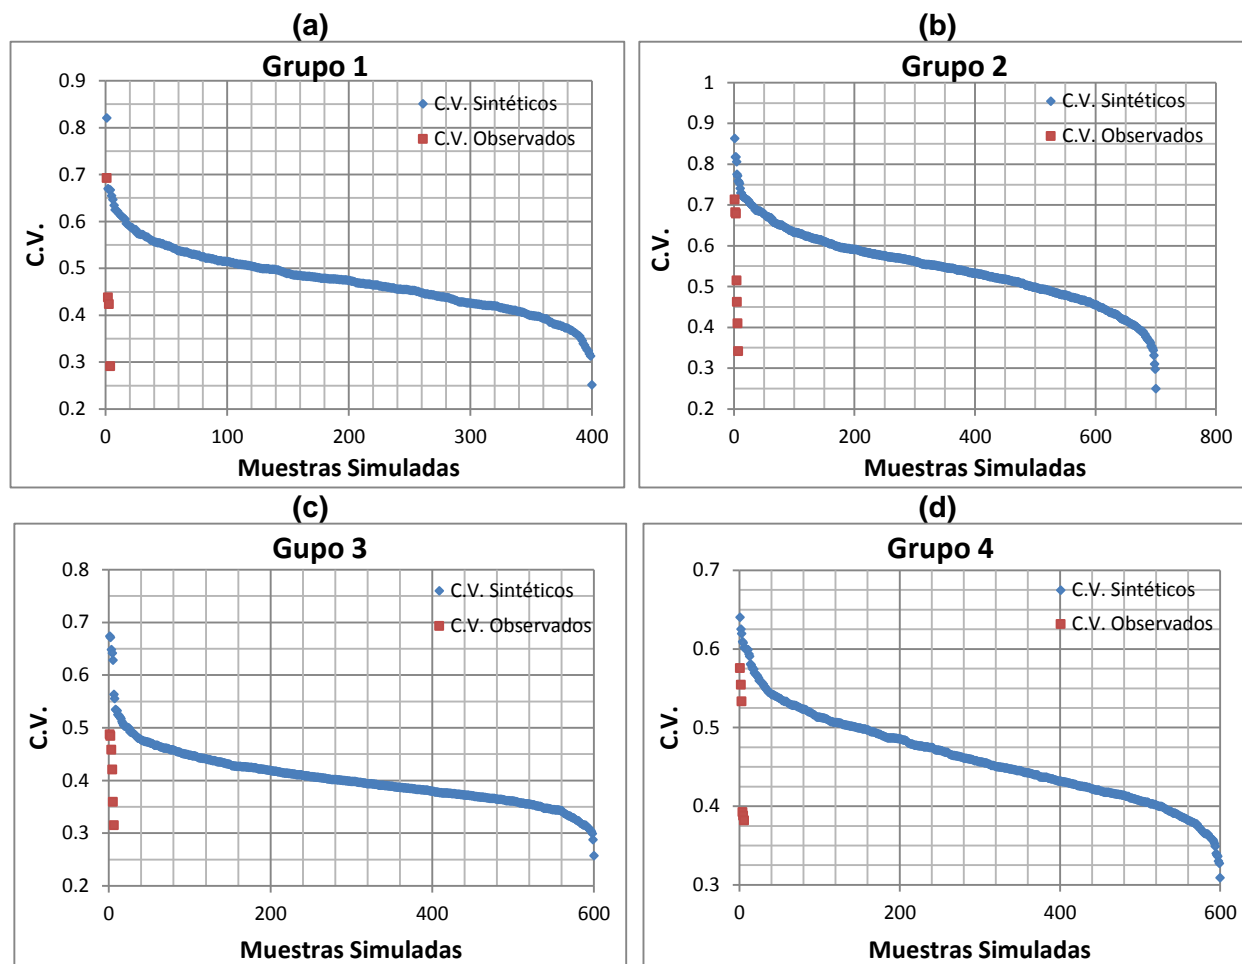 (a)
Grupo 1
C.V. Sintéticos
C.V. Observados
C.V.
0.9
0.8
0.7
0.6
0.5
0.4
0.3
0.2
0 100 200 300 400
Muestras Simuladas
(b)
Grupo 2
C.V. Sintéticos
C.V. Observados
C.V.
1
0.9
0.8
0.7
0.6
0.5
0.4
0.3
0.2
0 200 400 600 800
Muestras Simuladas
(c)
Gupo 3
C.V. Sintéticos
C.V. Observados
C.V.
0.8
0.7
0.6
0.5
0.4
0.3
0.2
0 200 400 600
Muestras Simuladas
(d)
Grupo 4
C.V. Sintéticos
C.V. Observados
C.V.
0.7
0.6
0.5
0.4
0.3
0 200 400 600
Muestras Simuladas